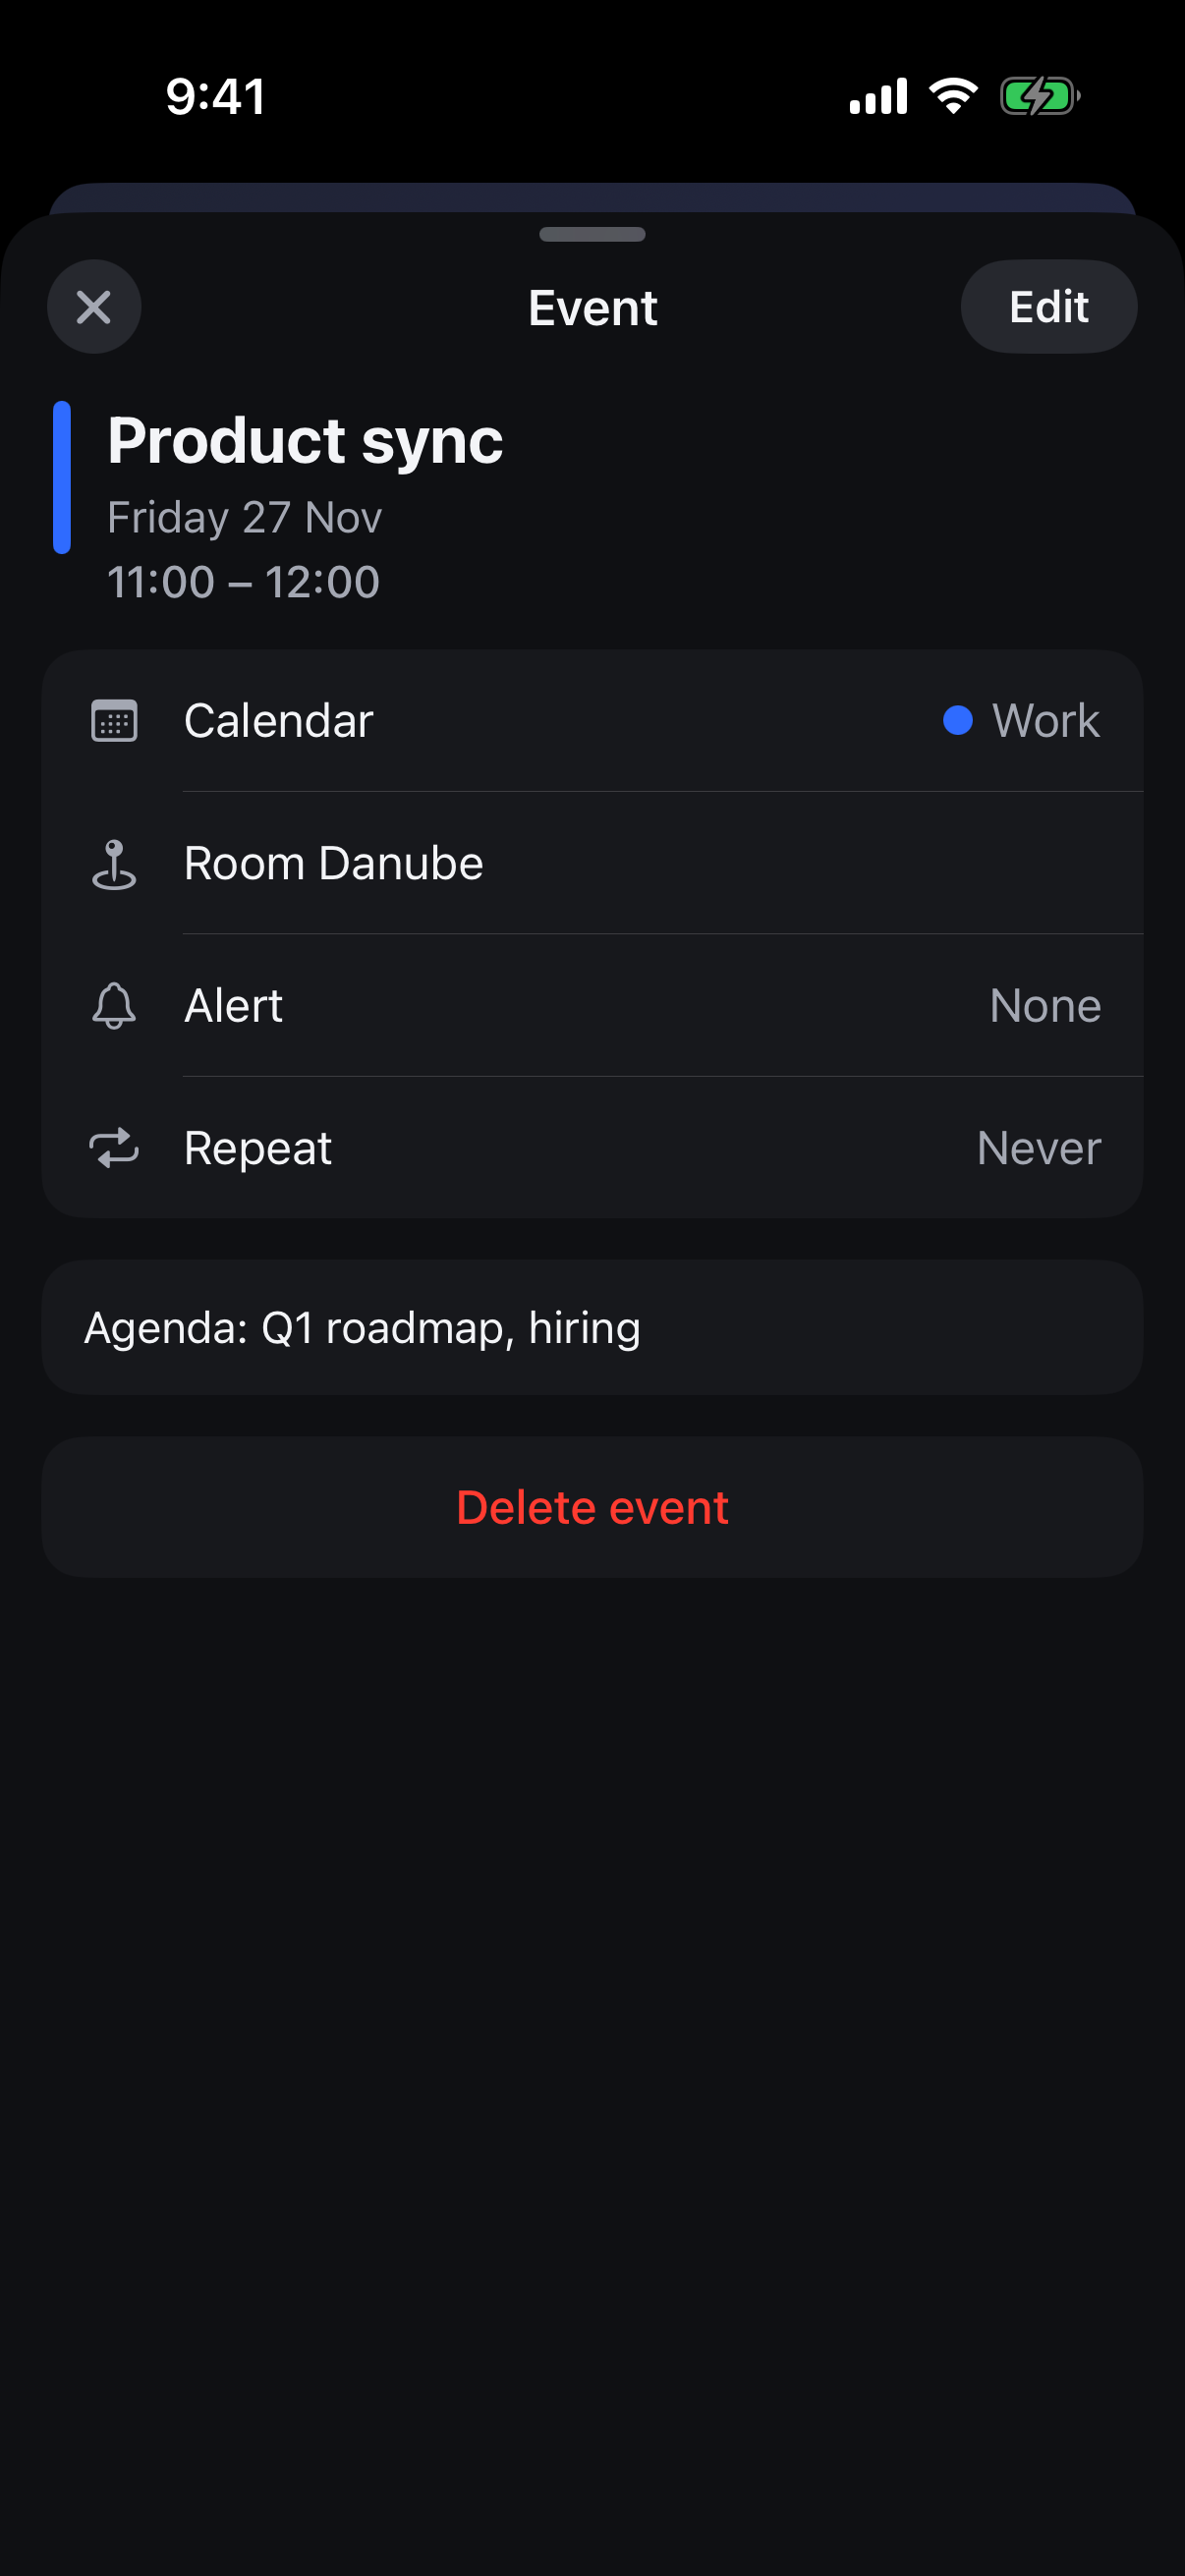 9:41
Event
Edit
Product sync
Friday 27 Nov
11:00 – 12:00
Calendar
Work
Room Danube
Alert
None
Repeat
Never
Agenda: Q1 roadmap, hiring
Delete event